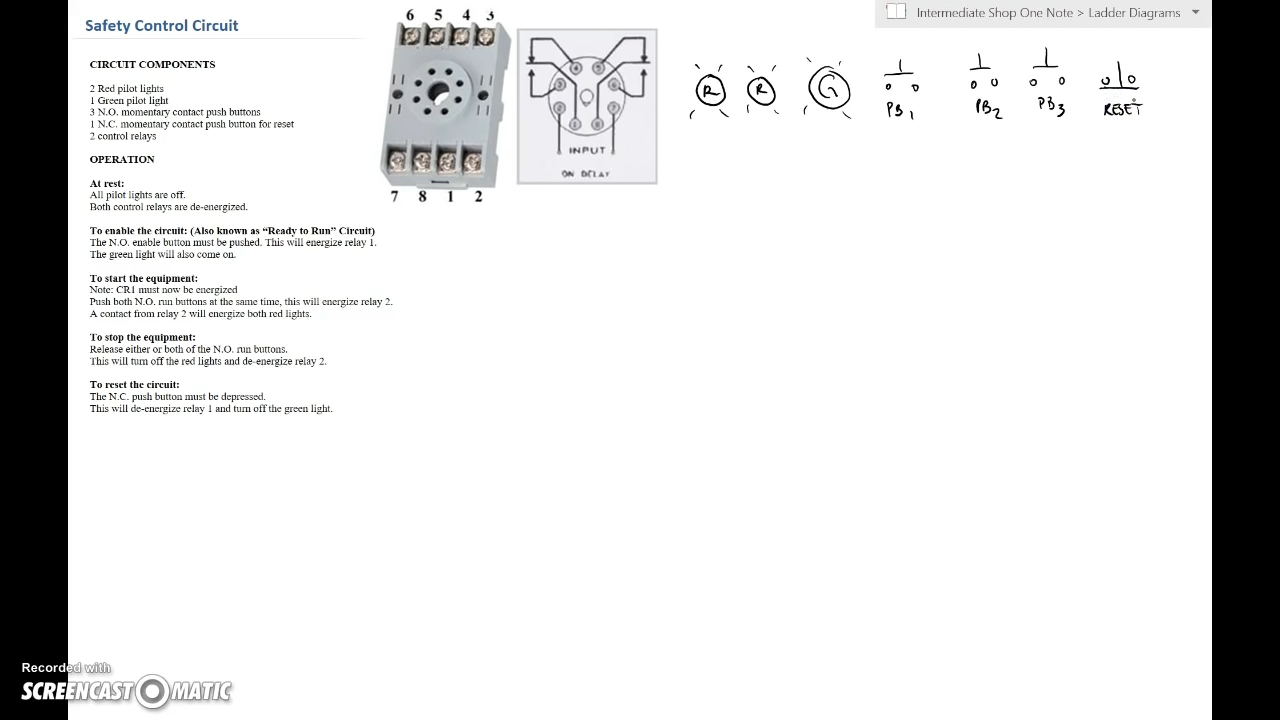 Safety Control Circuit
CIRCUIT COMPONENTS
2 Red pilot lights
1 Green pilot light
3 N.O. momentary contact push buttons
1 N.C. momentary contact push button for reset
2 control relays
OPERATION
At rest:
All pilot lights are off.
Both control relays are de-energized.
To enable the circuit: (Also known as “Ready to Run” Circuit)
The N.O. enable button must be pushed. This will energize relay 1.
The green light will also come on.
To start the equipment:
Note: CR1 must now be energized
Push both N.O. run buttons at the same time, this will energize relay 2.
A contact from relay 2 will energize both red lights.
To stop the equipment:
Release either or both of the N.O. run buttons.
This will turn off the red lights and de-energize relay 2.
To reset the circuit:
The N.C. push button must be depressed.
This will de-energize relay 1 and turn off the green light.
6 5 4 3
7 8 1 2
4 5
3 6
2 7
1 8
INPUT
ON DELAY
Intermediate Shop One Note > Ladder Diagrams
R R G
PB1 PB2 PB3 RESET
Recorded with
SCREENCAST O MATIC